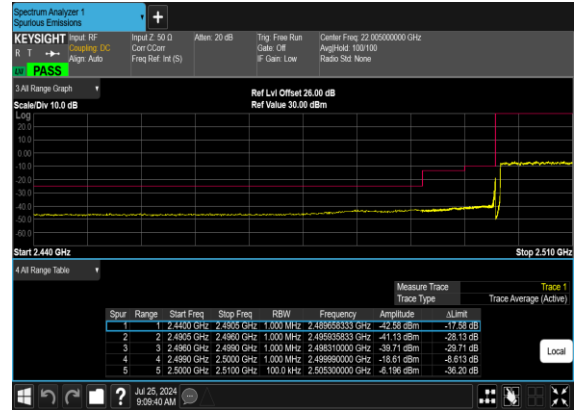 Spectrum Analyzer 1
Spurious Emissions
KEYSIGHT Input: RF Input Z: 50 Ω Atten: 20 dB Trig: Free Run Center Freq: 22.005000000 GHz
R T Coupling: DC Corr CCorr Gate: Off Avg|Hold: 100/100
Align: Auto Freq Ref: Int (S) IF Gain: Low Radio Std: None
PASS
3 All Range Graph
Ref Lvl Offset 26.00 dB
Scale/Div 10.0 dB Ref Value 30.00 dBm
Log
20.0
10.0
0.00
-10.0
-20.0
-30.0
-40.0
-50.0
-60.0
Start 2.440 GHz Stop 2.510 GHz
4 All Range Table
Measure Trace Trace 1
Trace Type Trace Average (Active)
Spur Range Start Freq Stop Freq RBW Frequency Amplitude ΔLimit
1 1 2.4400 GHz 2.4905 GHz 1.000 MHz 2.489658333 GHz -42.58 dBm -17.58 dB
2 2 2.4905 GHz 2.4960 GHz 1.000 MHz 2.495935833 GHz -41.13 dBm -28.13 dB
3 3 2.4960 GHz 2.4990 GHz 1.000 MHz 2.498310000 GHz -39.71 dBm -29.71 dB
4 4 2.4990 GHz 2.5000 GHz 1.000 MHz 2.499990000 GHz -18.61 dBm -8.613 dB
5 5 2.5000 GHz 2.5100 GHz 100.0 kHz 2.505300000 GHz -6.196 dBm -36.20 dB
Local
Jul 25, 2024
9:09:40 AM